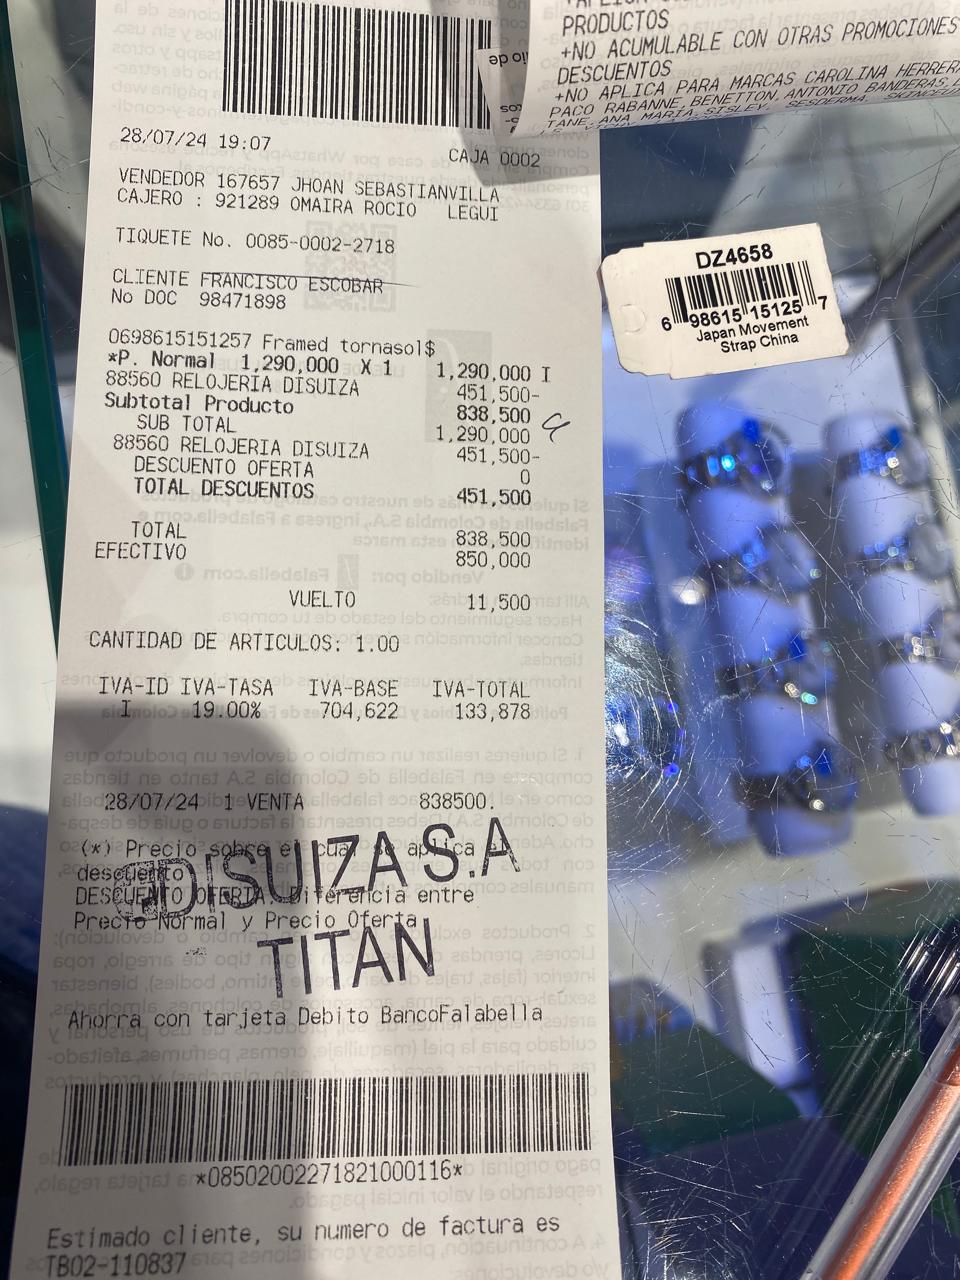 PRODUCTOS
+NO ACUMULABLE CON OTRAS PROMOCIONES
DESCUENTOS
+NO APLICA PARA MARCAS CAROLINA HERRERA
PACO RABANNE, BENETTON, ANTONIO BANDERAS,
TANE, ANA MARIA, SISLEY, SESDERMA,
28/07/24 19:07
CAJA 0002
VENDEDOR 167657 JHOAN SEBASTIANVILLA
CAJERO : 921289 OMAIRA ROCIO LEGUI
TIQUETE No. 0085-0002-2718
CLIENTE FRANCISCO ESCOBAR
No DOC 98471898
0698615151257 Framed tornasol$
*P. Normal 1,290,000 X 1 1,290,000 I
88560 RELOJERIA DISUIZA 451,500-
Subtotal Producto 838,500
SUB TOTAL 1,290,000
88560 RELOJERIA DISUIZA 451,500-
DESCUENTO OFERTA 0
TOTAL DESCUENTOS 451,500
TOTAL 838,500
EFECTIVO 850,000
VUELTO 11,500
CANTIDAD DE ARTICULOS: 1.00
IVA-ID IVA-TASA IVA-BASE IVA-TOTAL
I 19.00% 704,622 133,878
28/07/24 1 VENTA 838500.
(*) Precio sobre el cual se aplica el
descuento
DESCUENTO OFERTA: Diferencia entre
Precio Normal y Precio Oferta
DISUIZA S.A
TITAN
Ahorra con tarjeta Debito BancoFalabella
*08502002271821000116*
Estimado cliente, su numero de factura es
TB02-110837
DZ4658
6 98615 15125 7
Japan Movement
Strap China